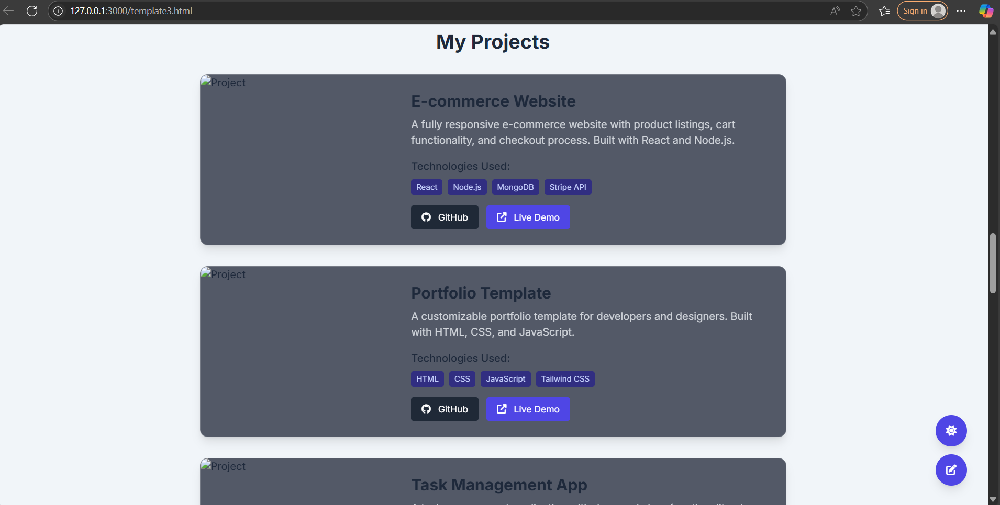 127.0.0.1:3000/template3.html
Sign in
My Projects
Project
E-commerce Website
A fully responsive e-commerce website with product listings, cart
functionality, and checkout process. Built with React and Node.js.
Technologies Used:
React Node.js MongoDB Stripe API
GitHub Live Demo
Project
Portfolio Template
A customizable portfolio template for developers and designers. Built
with HTML, CSS, and JavaScript.
Technologies Used:
HTML CSS JavaScript Tailwind CSS
GitHub Live Demo
Project
Task Management App